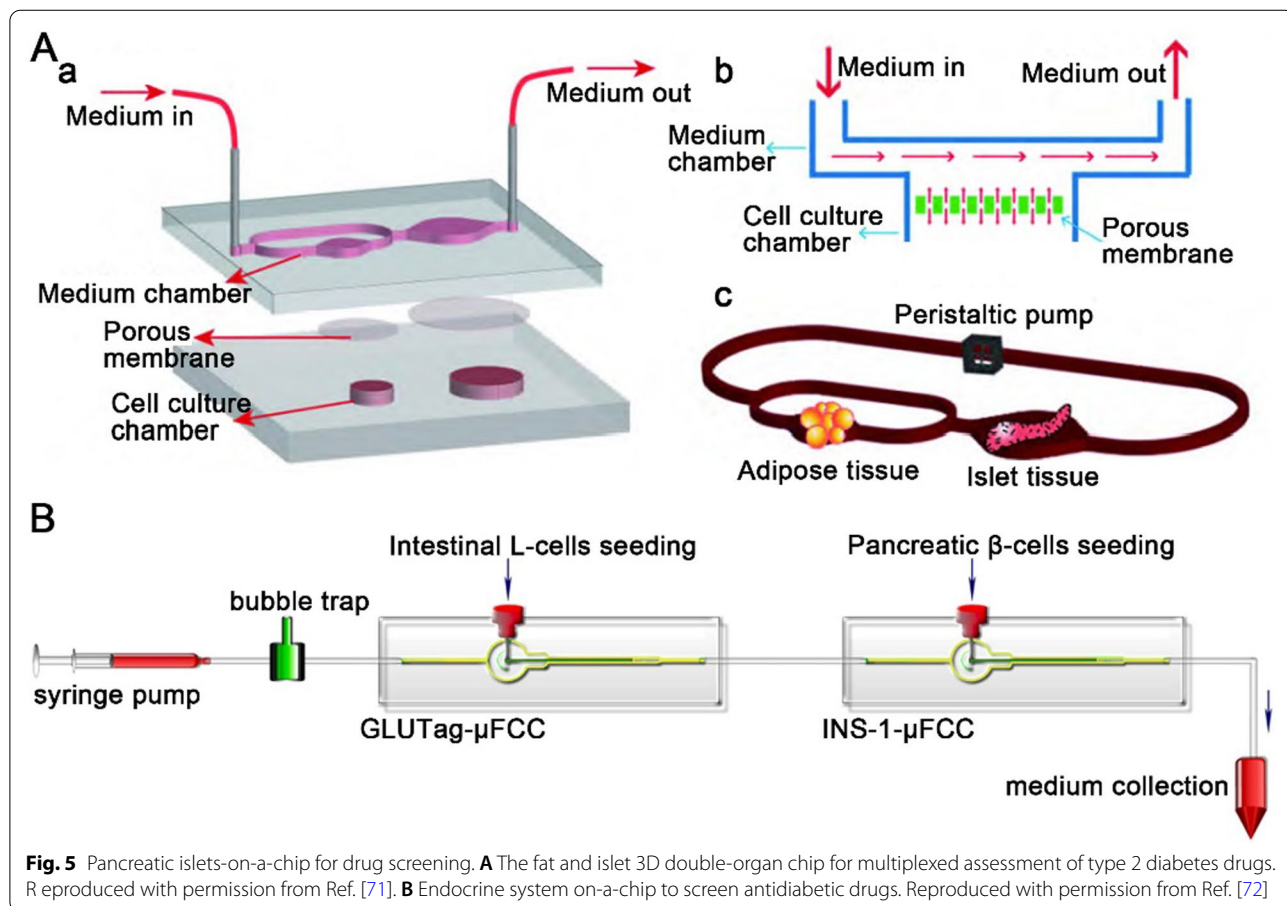 A
a
Medium in
Medium out
Medium chamber
Porous
membrane
Cell culture
chamber
b
Medium in
Medium out
Medium
chamber
Cell culture
chamber
Porous
membrane
c
Peristaltic pump
Adipose tissue
Islet tissue
B
Intestinal L-cells seeding
Pancreatic β-cells seeding
bubble trap
syringe pump
GLUTag-μFCC
INS-1-μFCC
medium collection
Fig. 5 Pancreatic islets-on-a-chip for drug screening. A The fat and islet 3D double-organ chip for multiplexed assessment of type 2 diabetes drugs.
R eproduced with permission from Ref. [71]. B Endocrine system on-a-chip to screen antidiabetic drugs. Reproduced with permission from Ref. [72]